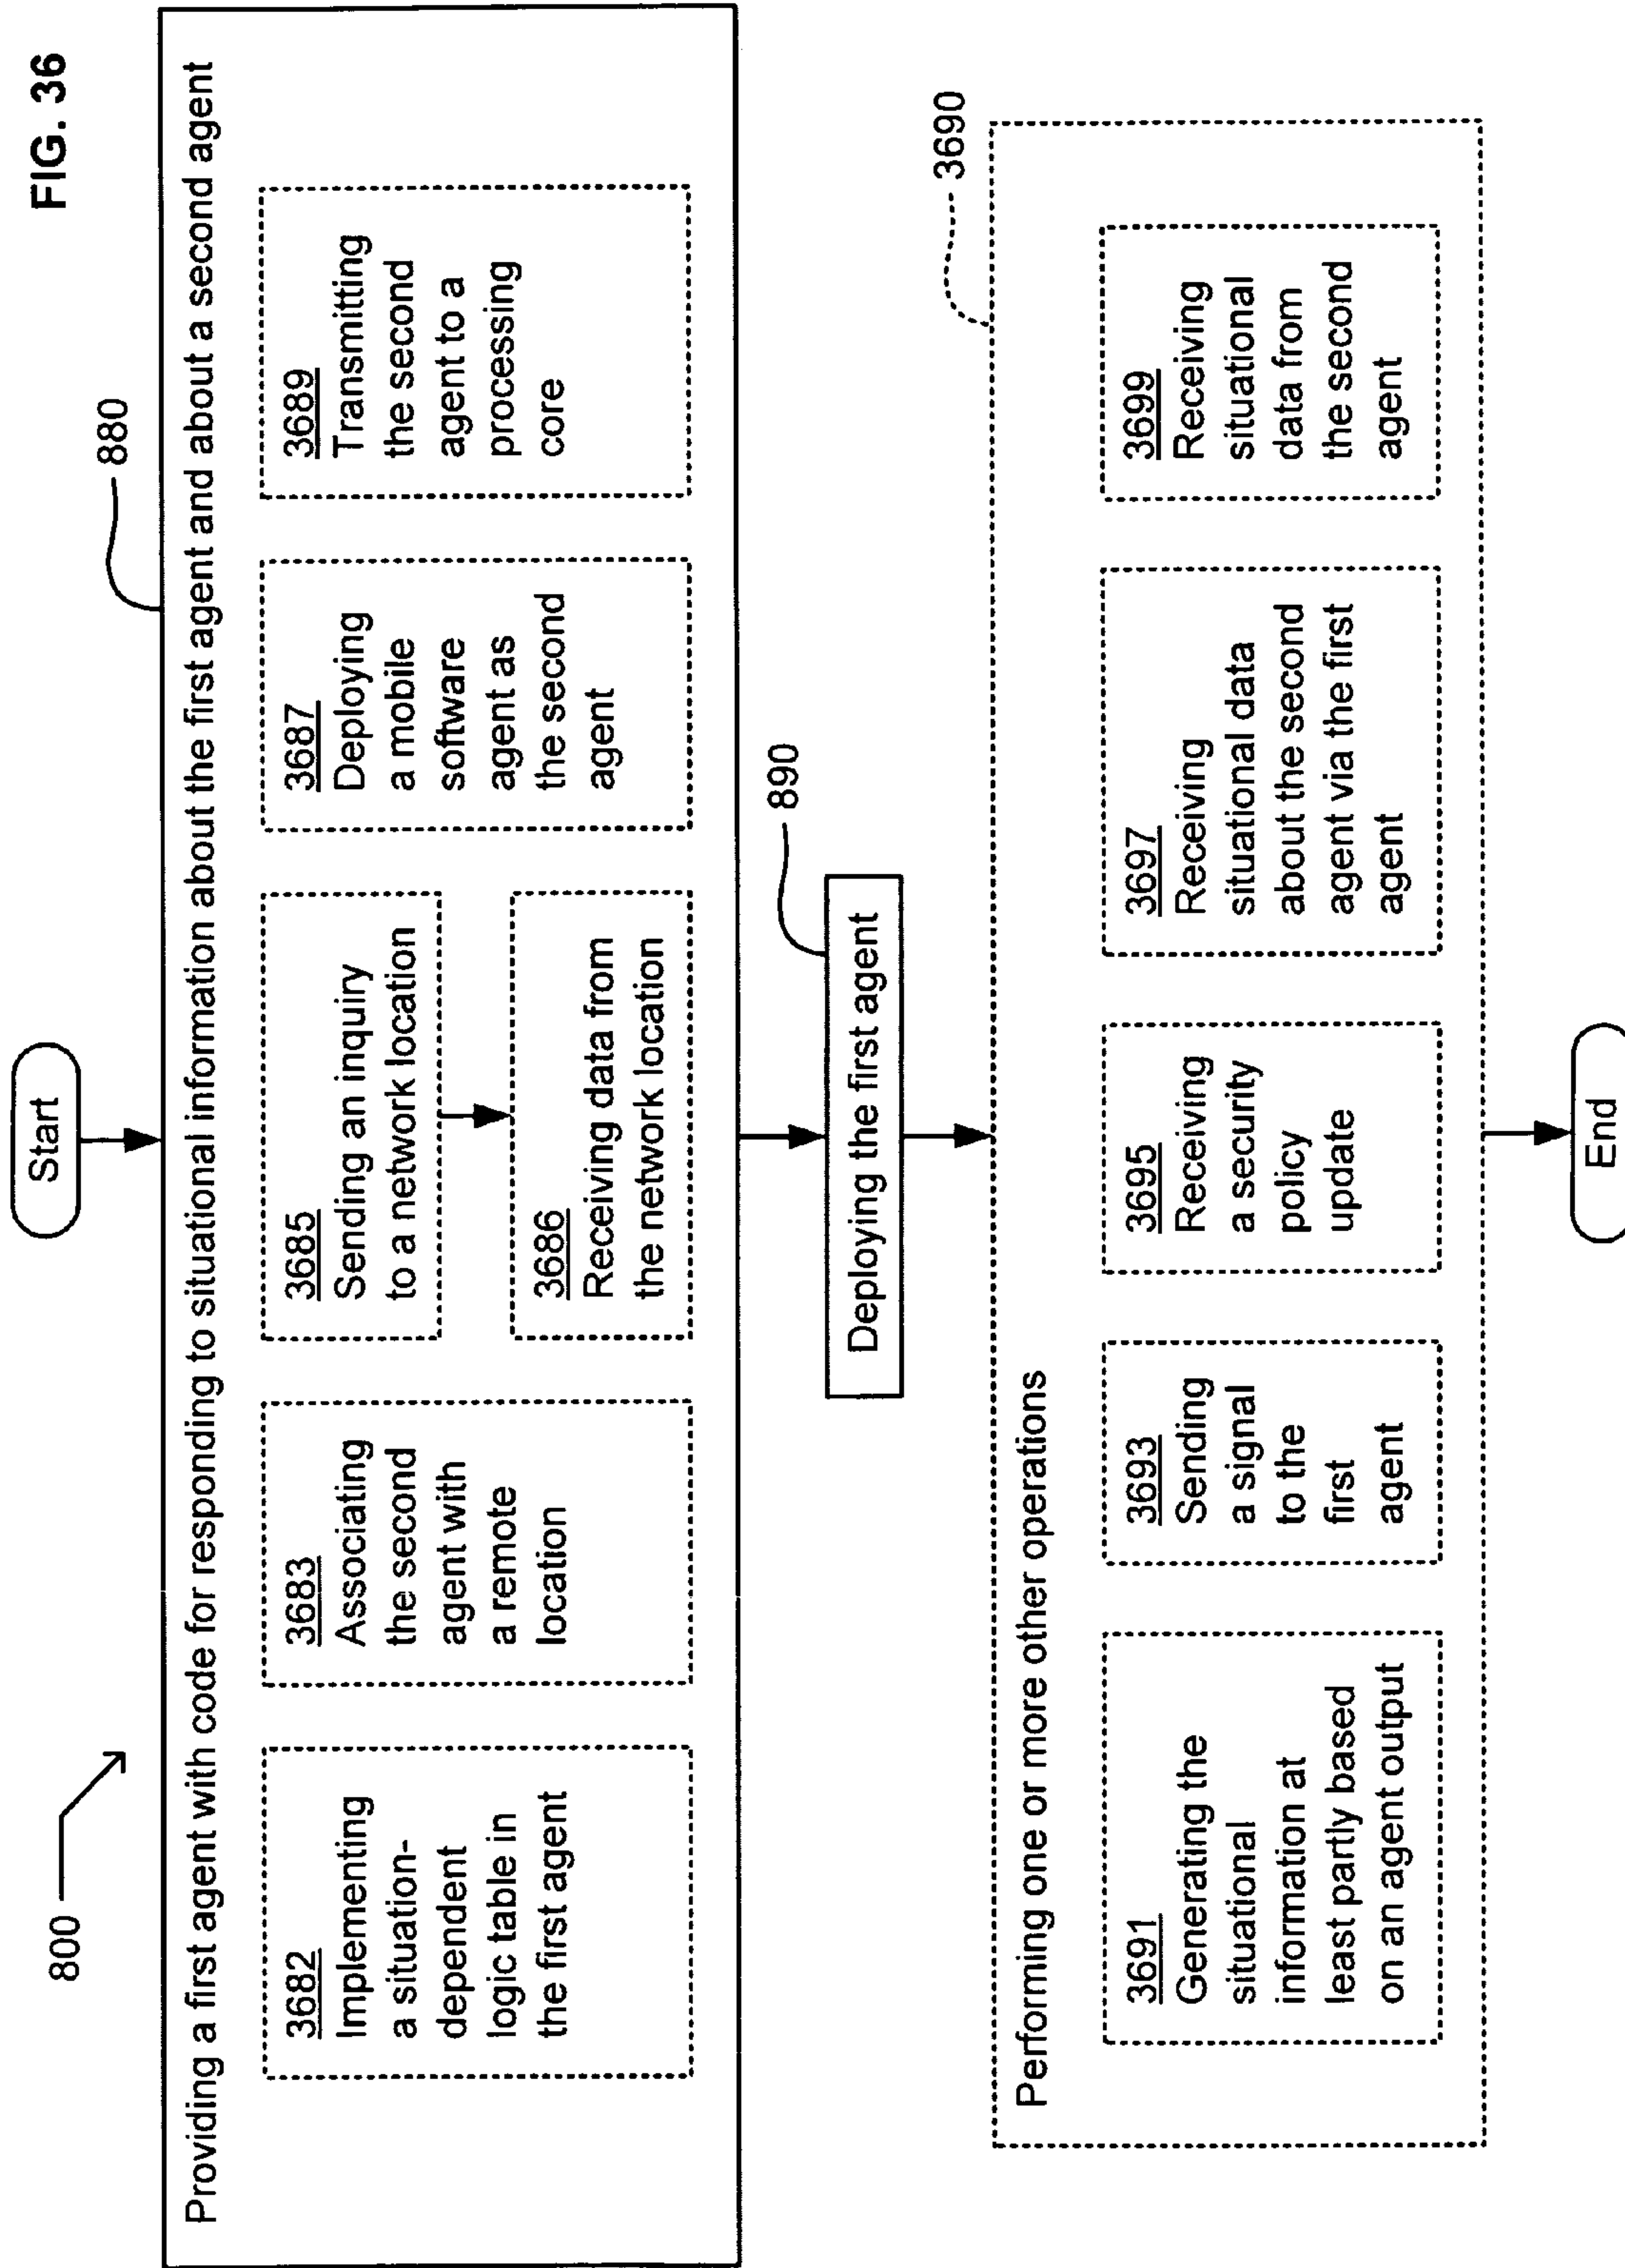 FIG. 36
800
Start
880
Providing a first agent with code for responding to situational information about the first agent and about a second agent
3682
Implementing
a situation-
dependent
logic table in
the first agent
3683
Associating
the second
agent with
a remote
location
3685
Sending an inquiry
to a network location
3686
Receiving data from
the network location
3687
Deploying
a mobile
software
agent as
the second
agent
3689
Transmitting
the second
agent to a
processing
core
890
Deploying the first agent
3690
Performing one or more other operations
3691
Generating the
situational
information at
least partly based
on an agent output
3693
Sending
a signal
to the
first
agent
3695
Receiving
a security
policy
update
3697
Receiving
situational data
about the second
agent via the first
agent
3699
Receiving
situational
data from
the second
agent
End